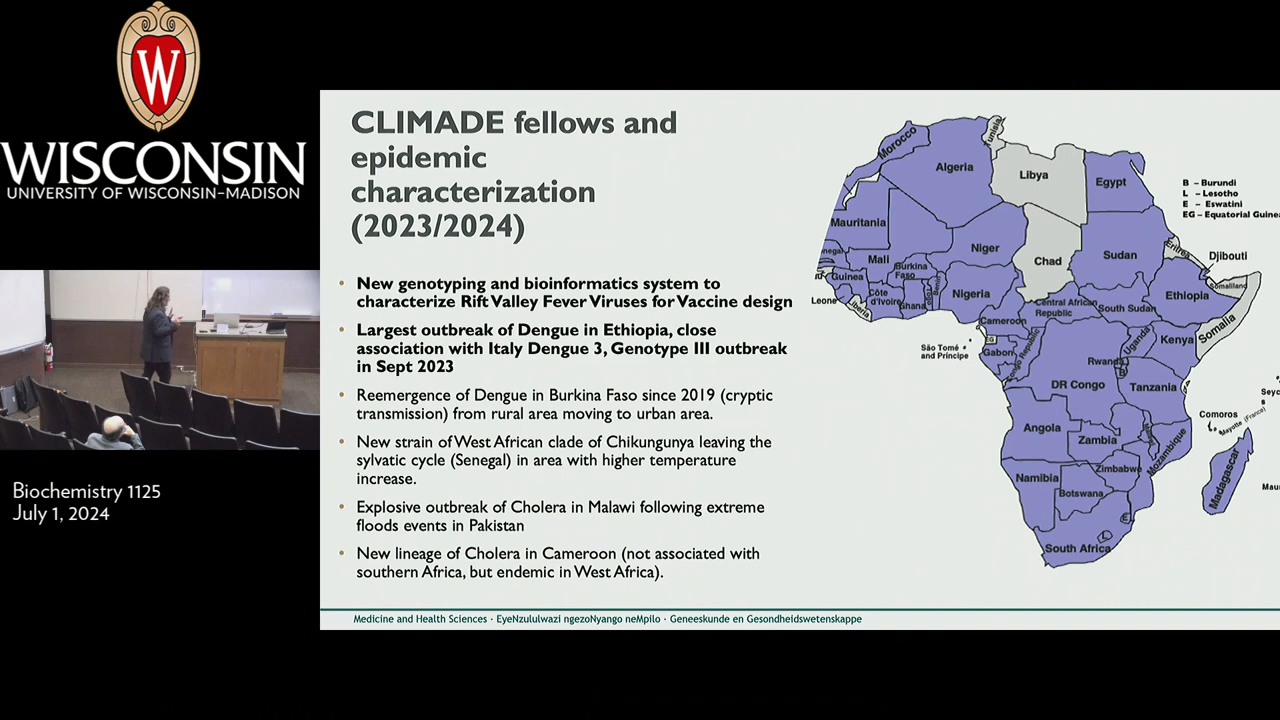 W
WISCONSIN
UNIVERSITY OF WISCONSIN–MADISON
Biochemistry 1125
July 1, 2024
CLIMADE fellows and
epidemic
characterization
(2023/2024)
• New genotyping and bioinformatics system to
characterize Rift Valley Fever Viruses for Vaccine design
• Largest outbreak of Dengue in Ethiopia, close
association with Italy Dengue 3, Genotype III outbreak
in Sept 2023
• Reemergence of Dengue in Burkina Faso since 2019 (cryptic
transmission) from rural area moving to urban area.
• New strain of West African clade of Chikungunya leaving the
sylvatic cycle (Senegal) in area with higher temperature
increase.
• Explosive outbreak of Cholera in Malawi following extreme
floods events in Pakistan
• New lineage of Cholera in Cameroon (not associated with
southern Africa, but endemic in West Africa).
Morocco
Tunisia
Algeria
Libya
Egypt
B – Burundi
L – Lesotho
E – Eswatini
EG – Equatorial Guinea
Mauritania
Mali
Niger
Chad
Sudan
Eritrea
Djibouti
Somaliland
Guinea
Burkina
Faso
Benin
Togo
Leone
Liberia
Côte
d'Ivoire
Ghana
Nigeria
Central African
Republic
South Sudan
Ethiopia
Somalia
Cameroon
São Tomé
and Príncipe
EG
Gabon
Congo Republic
Uganda
Kenya
Rwanda
B
DR Congo
Tanzania
Comoros
Mayotte (France)
Angola
Zambia
Mozambique
Zimbabwe
Namibia
Botswana
Madagascar
E
L
South Africa
Medicine and Health Sciences · EyeNzululwazi ngezoNyango neMpilo · Geneeskunde en Gesondheidswetenskappe